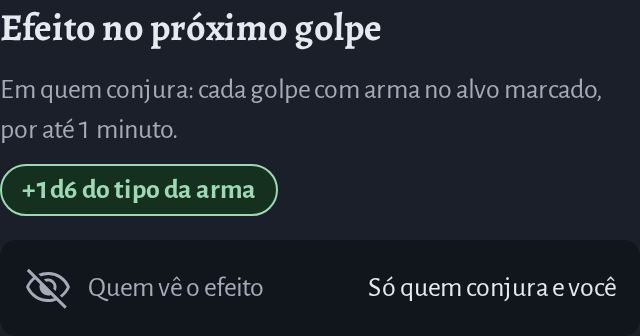 Efeito no próximo golpe
Em quem conjura: cada golpe com arma no alvo marcado,
por até 1 minuto.
+1d6 do tipo da arma
Quem vê o efeito Só quem conjura e você